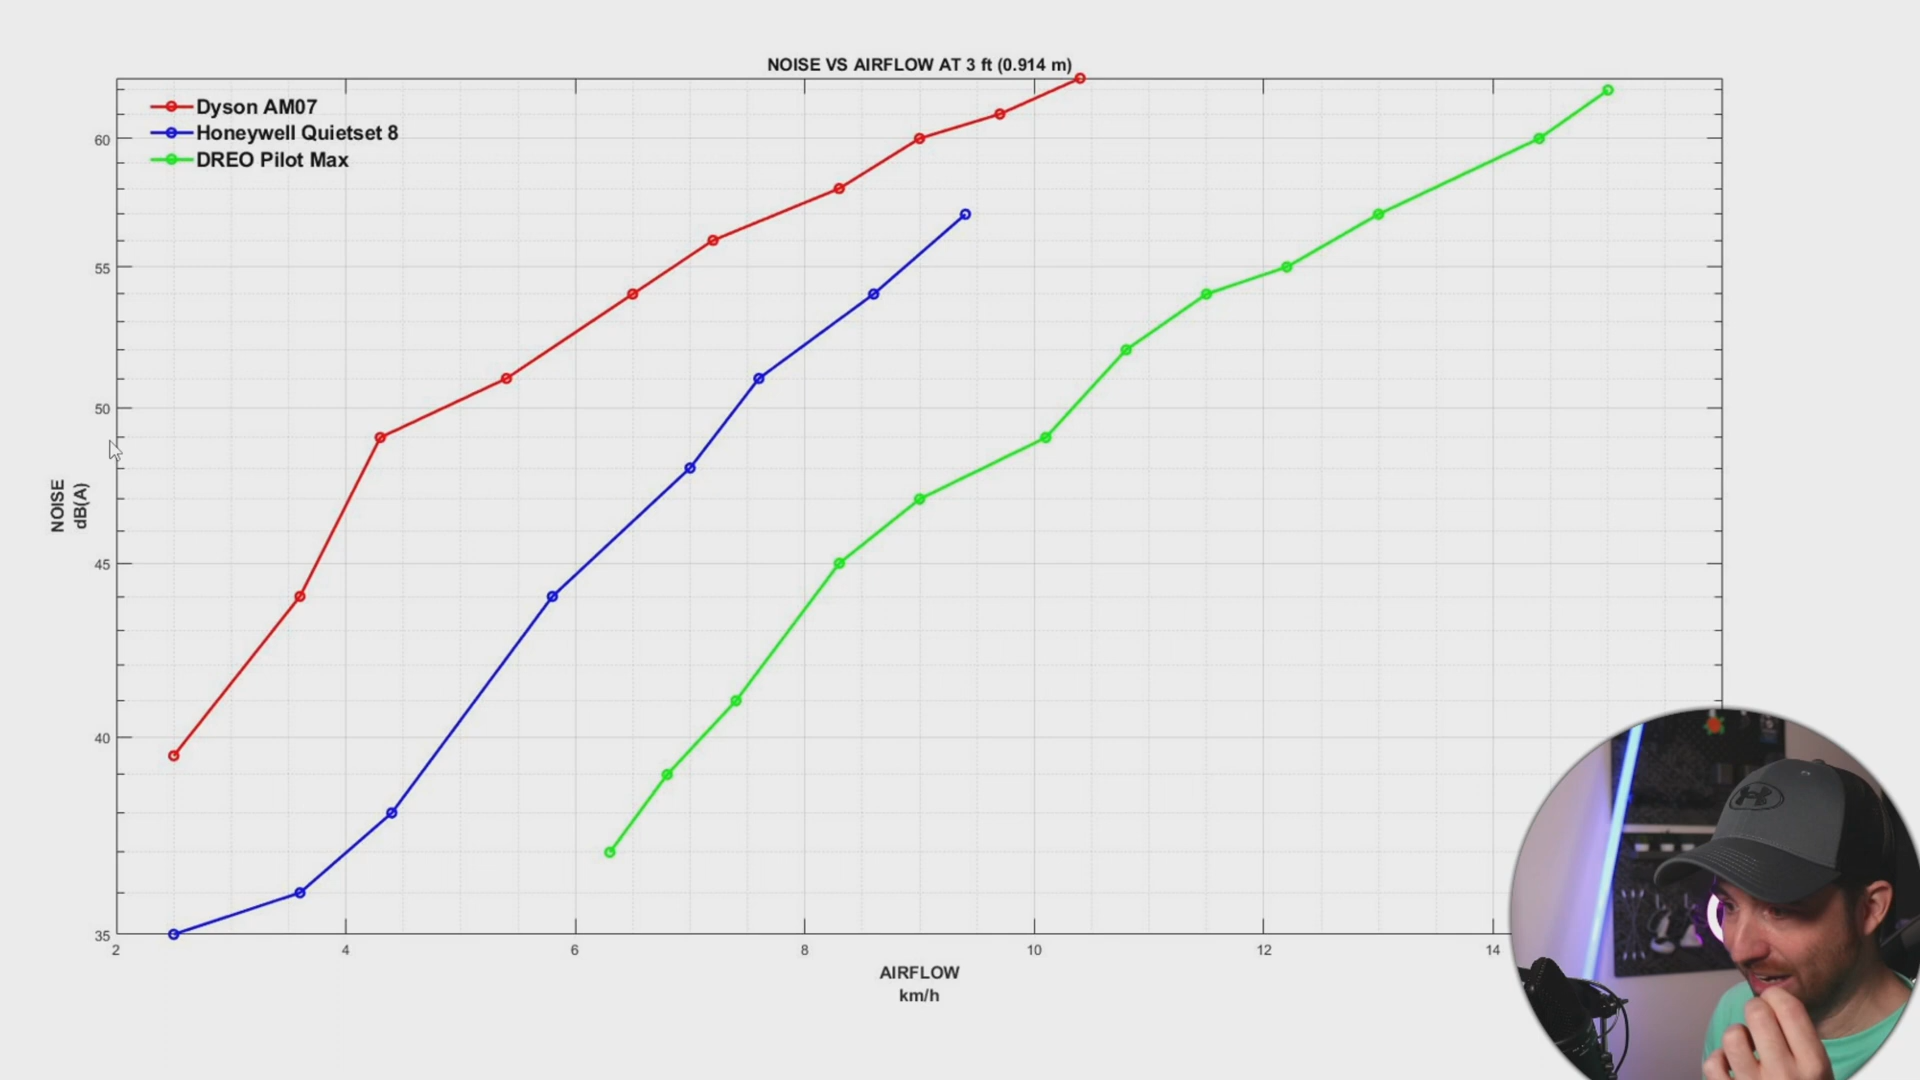 NOISE VS AIRFLOW AT 3 ft (0.914 m)
Dyson AM07
Honeywell Quietset 8
DREO Pilot Max
60
55
50
45
40
35
NOISE
dB(A)
2
4
6
8
10
12
14
AIRFLOW
km/h